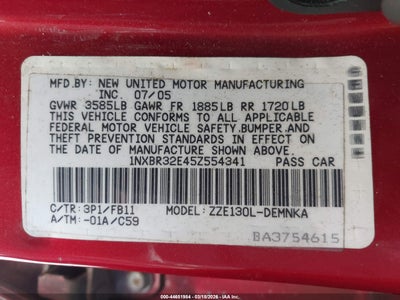 MFD.BY: NEW UNITED MOTOR MANUFACTURING
INC. 07/05
GVWR 3585LB GAWR FR 1885LB RR 1720LB
THIS VEHICLE CONFORMS TO ALL APPLICABLE
FEDERAL MOTOR VEHICLE SAFETY,BUMPER,AND
THEFT PREVENTION STANDARDS IN EFFECT ON
THE DATE OF MANUFACTURE SHOWN ABOVE.
1NXBR32E45Z554341 PASS CAR
C/TR: 3P1/FB11 MODEL: ZZE130L-DEMNKA
A/TM: -01A/C59
BA3754615
000-44651984 - 03/18/2026 - IAA